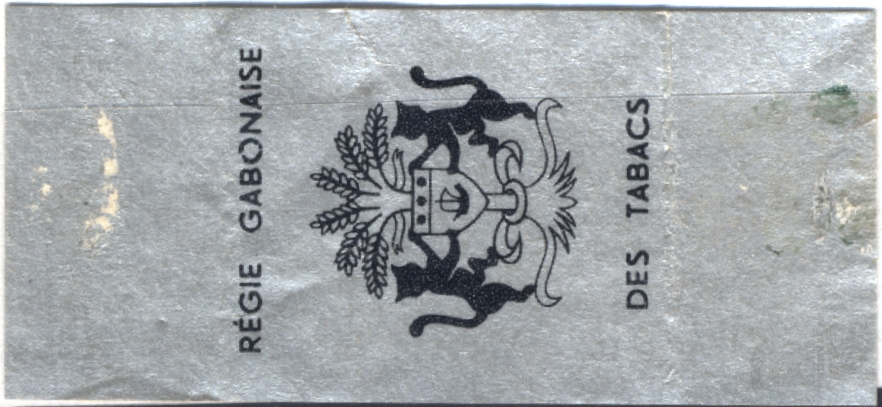 RÉGIE GABONAISE
DES TABACS